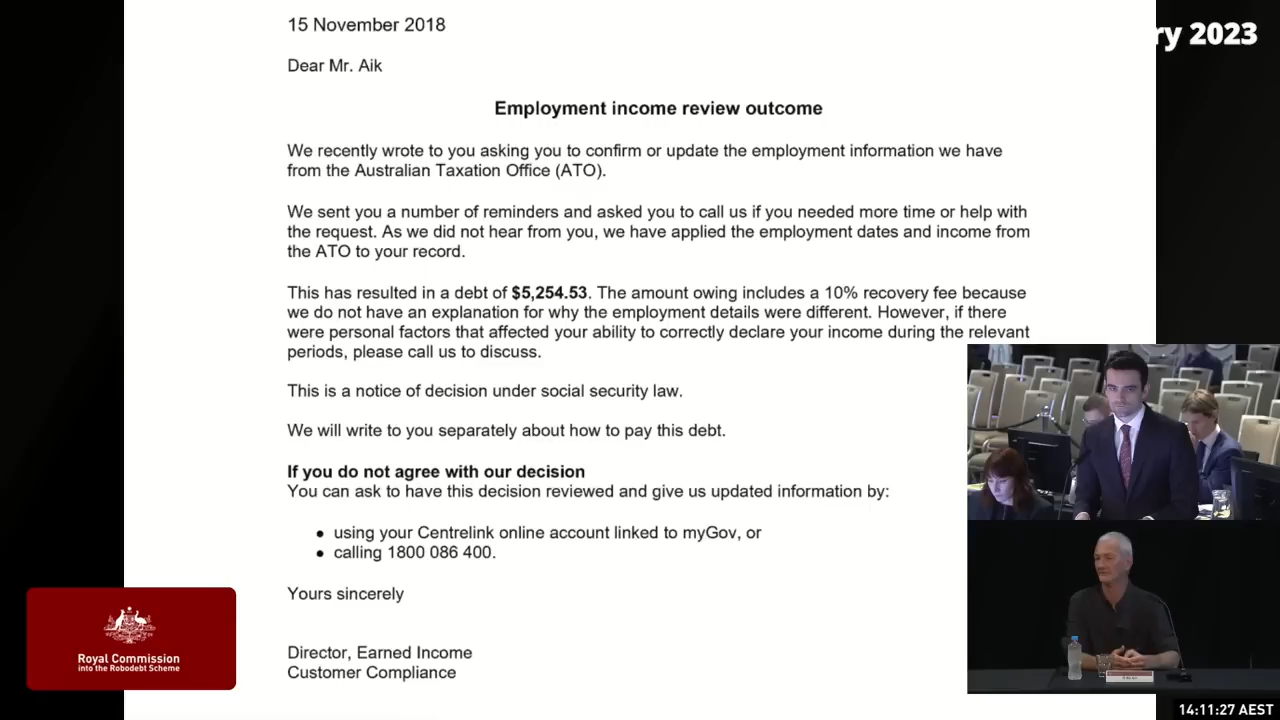 ry 2023
15 November 2018
Dear Mr. Aik
Employment income review outcome
We recently wrote to you asking you to confirm or update the employment information we have
from the Australian Taxation Office (ATO).
We sent you a number of reminders and asked you to call us if you needed more time or help with
the request. As we did not hear from you, we have applied the employment dates and income from
the ATO to your record.
This has resulted in a debt of $5,254.53. The amount owing includes a 10% recovery fee because
we do not have an explanation for why the employment details were different. However, if there
were personal factors that affected your ability to correctly declare your income during the relevant
periods, please call us to discuss.
This is a notice of decision under social security law.
We will write to you separately about how to pay this debt.
If you do not agree with our decision
You can ask to have this decision reviewed and give us updated information by:
● using your Centrelink online account linked to myGov, or
● calling 1800 086 400.
Yours sincerely
Director, Earned Income
Customer Compliance
Royal Commission
into the Robodebt Scheme
14:11:27 AEST